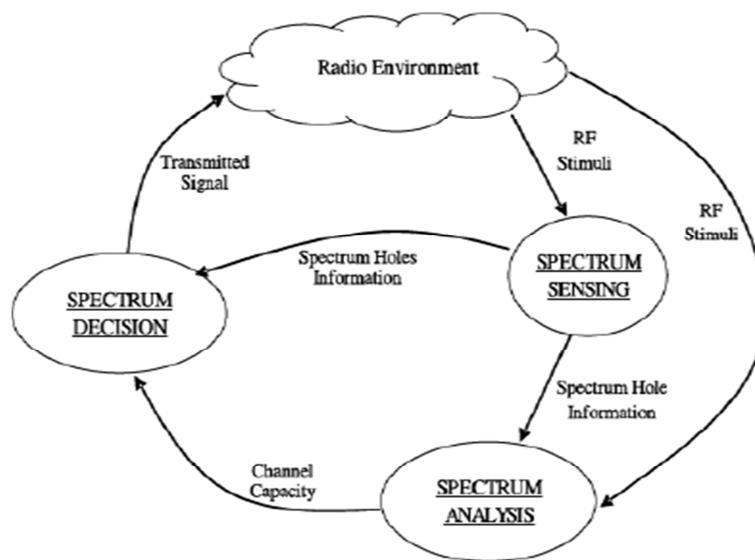 Radio Environment
RF
Stimuli
Transmitted
Signal
RF
Stimuli
Spectrum Holes
Information
SPECTRUM
SENSING
SPECTRUM
DECISION
Spectrum Hole
Information
Channel
Capacity
SPECTRUM
ANALYSIS